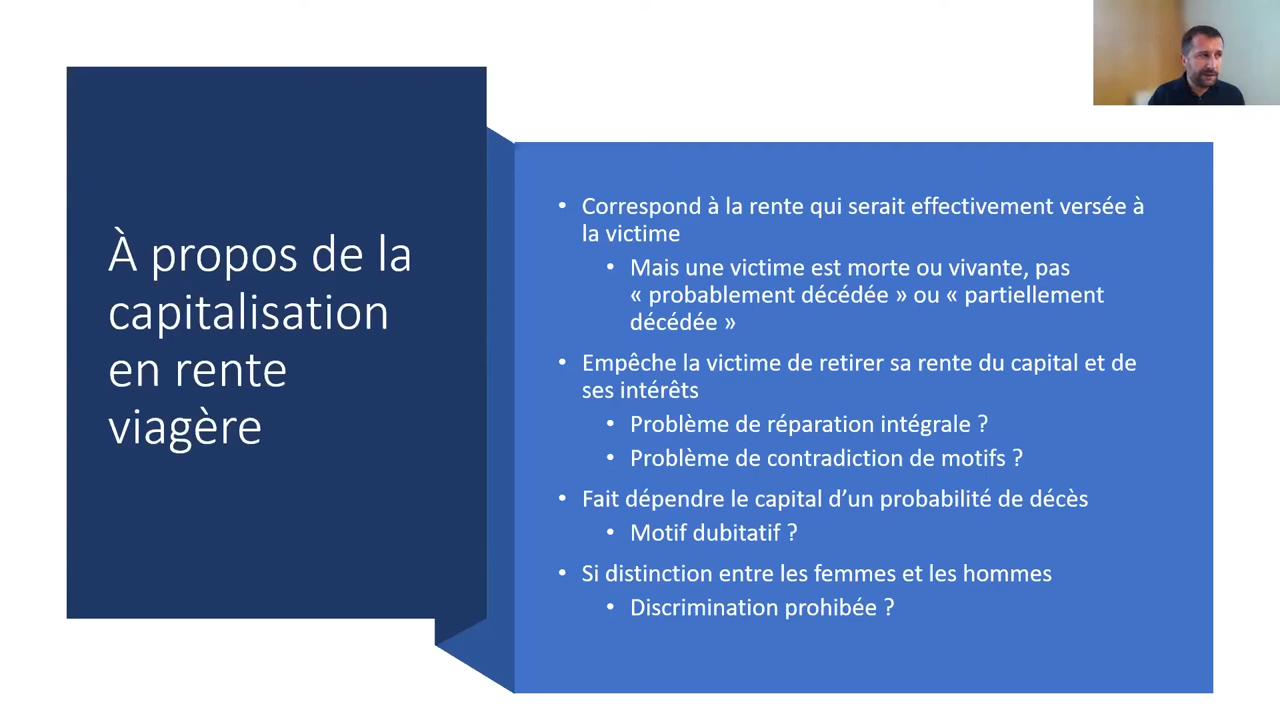 À propos de la
capitalisation
en rente
viagère
• Correspond à la rente qui serait effectivement versée à
la victime
• Mais une victime est morte ou vivante, pas
« probablement décédée » ou « partiellement
décédée »
• Empêche la victime de retirer sa rente du capital et de
ses intérêts
• Problème de réparation intégrale ?
• Problème de contradiction de motifs ?
• Fait dépendre le capital d’un probabilité de décès
• Motif dubitatif ?
• Si distinction entre les femmes et les hommes
• Discrimination prohibée ?